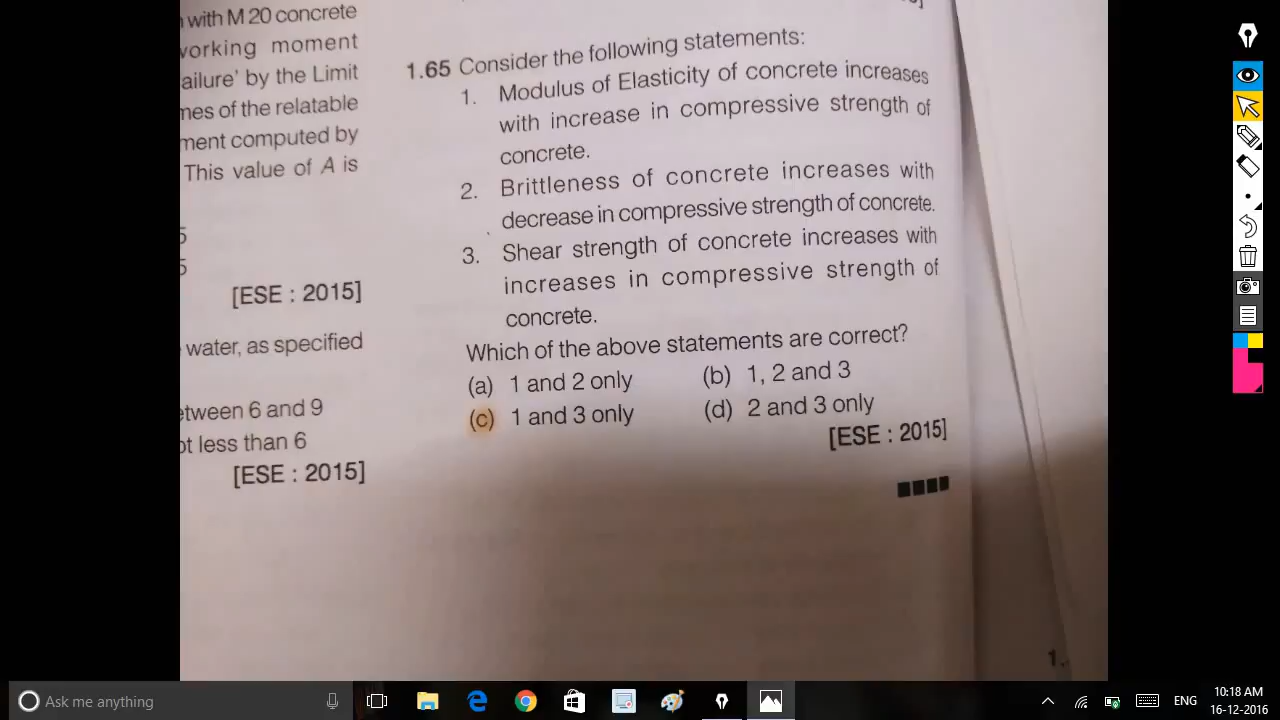 with M 20 concrete
working moment
ailure' by the Limit
mes of the relatable
ment computed by
This value of A is
5
5
[ESE : 2015]
water, as specified
etween 6 and 9
ot less than 6
[ESE : 2015]
1.65 Consider the following statements:
1. Modulus of Elasticity of concrete increases
with increase in compressive strength of
concrete.
2. Brittleness of concrete increases with
decrease in compressive strength of concrete.
3. Shear strength of concrete increases with
increases in compressive strength of
concrete.
Which of the above statements are correct?
(a) 1 and 2 only (b) 1, 2 and 3
(c) 1 and 3 only (d) 2 and 3 only
[ESE : 2015]
1.
Ask me anything
ENG
10:18 AM
16-12-2016